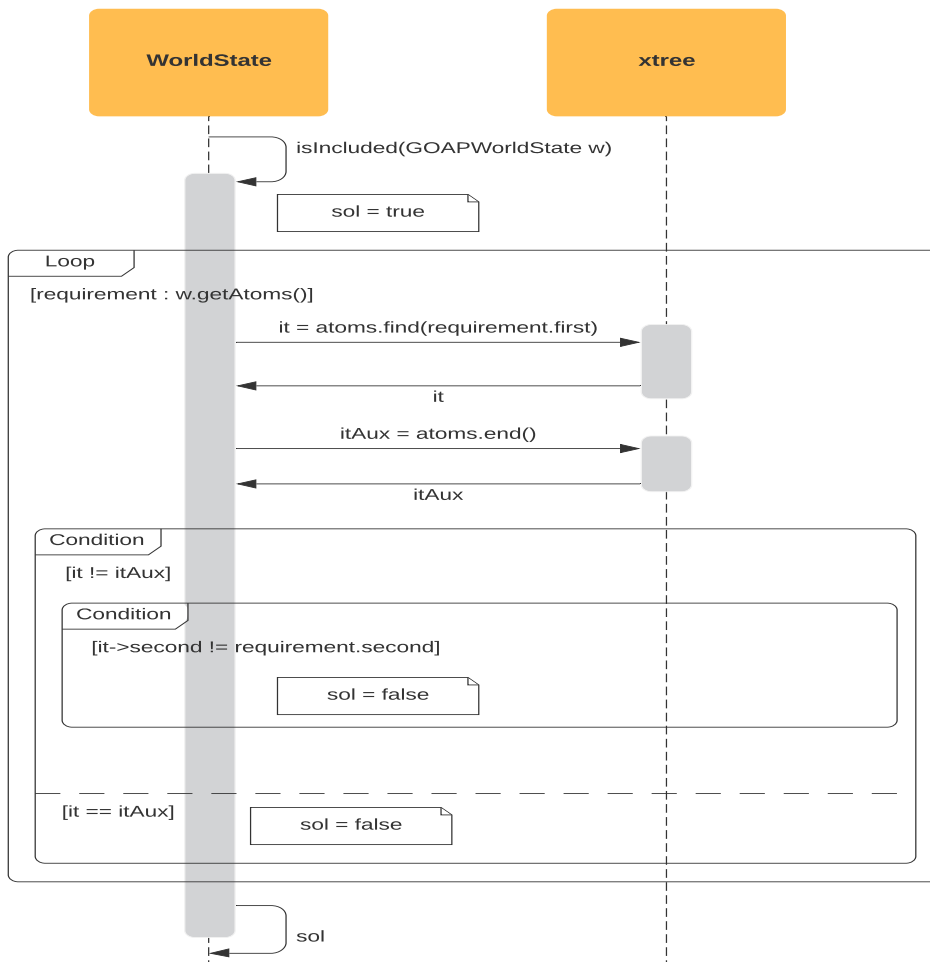 WorldState
xtree
isIncluded(GOAPWorldState w)
sol = true
Loop
[requirement : w.getAtoms()]
it = atoms.find(requirement.first)
it
itAux = atoms.end()
itAux
Condition
[it != itAux]
Condition
[it->second != requirement.second]
sol = false
[it == itAux]
sol = false
sol